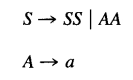 S → SS | AA
A → a